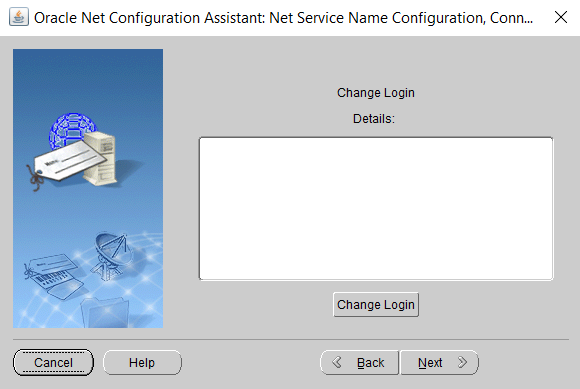 Oracle Net Configuration Assistant: Net Service Name Configuration, Conn...
Change Login
Details:
Change Login
Cancel
Help
Back
Next